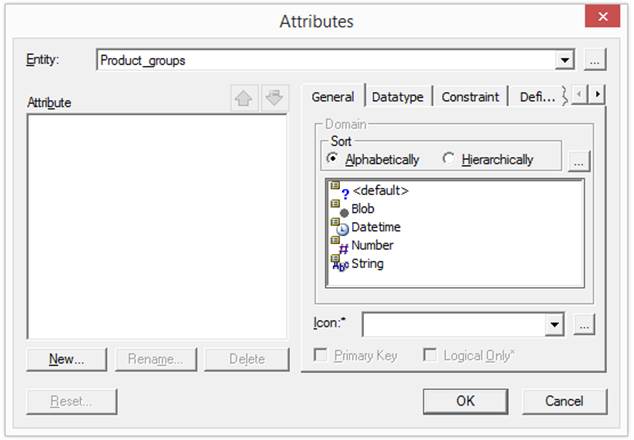 Attributes
Entity: Product_groups ...
Attribute
General Datatype Constraint Defi...
Domain
Sort
Alphabetically Hierarchically ...
<default>
Blob
Datetime
Number
String
Icon:* ...
Primary Key Logical Only*
New... Rename... Delete
Reset... OK Cancel